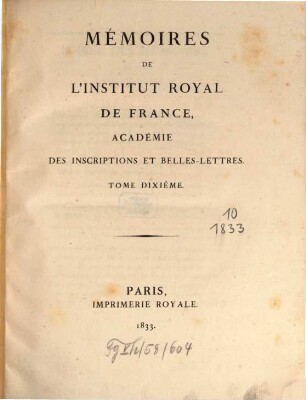 MÉMOIRES
DE
L'INSTITUT ROYAL
DE FRANCE,
ACADÉMIE
DES INSCRIPTIONS ET BELLES-LETTRES.
TOME DIXIÉME.
10
1833
PARIS,
IMPRIMERIE ROYALE.
1833.